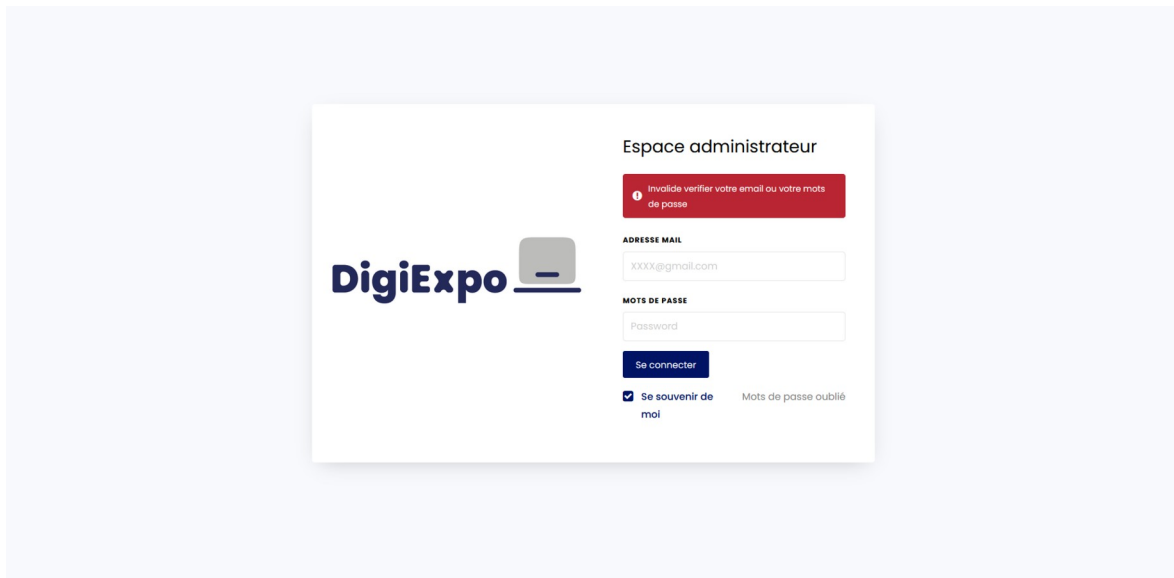 Espace administrateur
Invalide verifier votre email ou votre mots
de passe
ADRESSE MAIL
XXXX@gmail.com
DigiExpo
MOTS DE PASSE
Password
Se connecter
Se souvenir de
moi
Mots de passe oublié